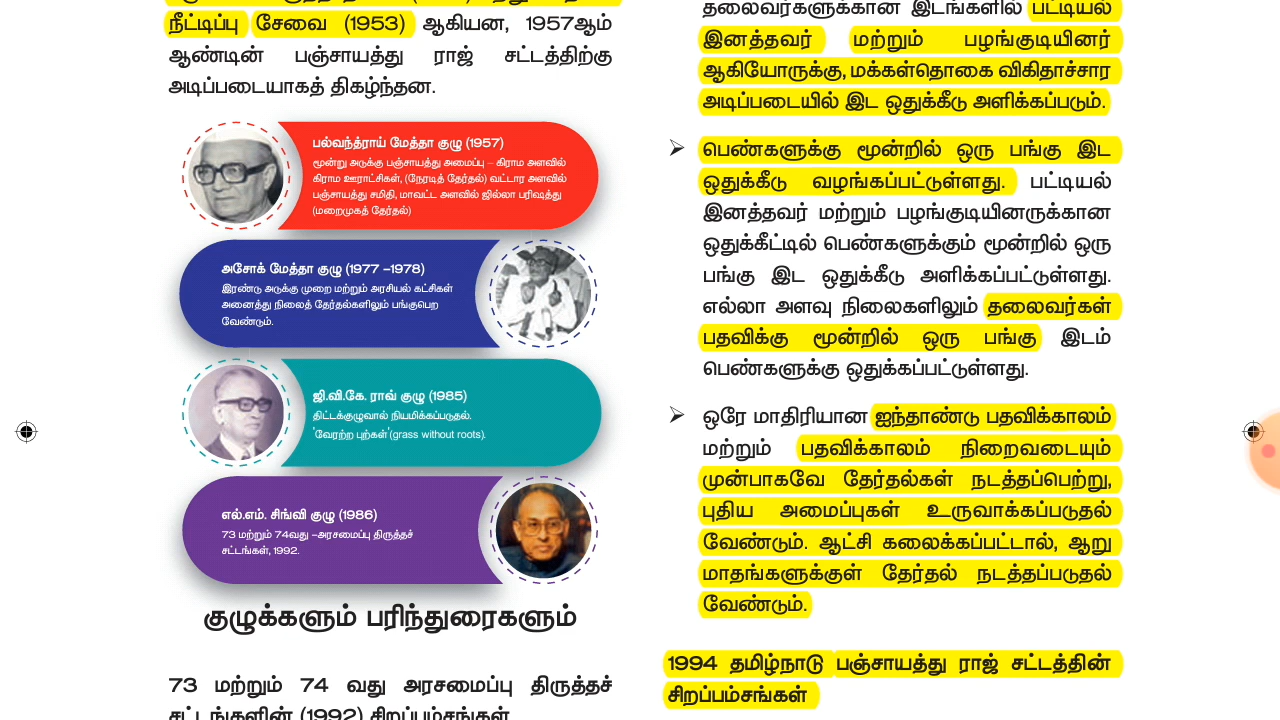 நீட்டிப்பு சேவை (1953) ஆகியன, 1957ஆம்
ஆண்டின் பஞ்சாயத்து ராஜ் சட்டத்திற்கு
அடிப்படையாகத் திகழ்ந்தன.
பல்வந்த்ராய் மேத்தா குழு (1957)
மூன்று அடுக்கு பஞ்சாயத்து அமைப்பு – கிராம அளவில்
கிராம ஊராட்சிகள், (நேரடித் தேர்தல்) வட்டார அளவில்
பஞ்சாயத்து சமிதி, மாவட்ட அளவில் ஜில்லா பரிஷத்து
(மறைமுகத் தேர்தல்)
அசோக் மேத்தா குழு (1977 –1978)
இரண்டு அடுக்கு முறை மற்றும் அரசியல் கட்சிகள்
அனைத்து நிலைத் தேர்தல்களிலும் பங்குபெற
வேண்டும்.
ஜி.வி.கே. ராவ் குழு (1985)
திட்டக்குழுவால் நியமிக்கப்படுதல்.
'வேரற்ற புற்கள்'(grass without roots).
எல்.எம். சிங்வி குழு (1986)
73 மற்றும் 74வது –அரசமைப்பு திருத்தச்
சட்டங்கள், 1992.
குழுக்களும் பரிந்துரைகளும்
73 மற்றும் 74 வது அரசமைப்பு திருத்தச்
சட்டங்களின் (1992) சிறப்பம்சங்கள்
தலைவர்களுக்கான இடங்களில் பட்டியல்
இனத்தவர் மற்றும் பழங்குடியினர்
ஆகியோருக்கு, மக்கள்தொகை விகிதாச்சார
அடிப்படையில் இட ஒதுக்கீடு அளிக்கப்படும்.
➢ பெண்களுக்கு மூன்றில் ஒரு பங்கு இட
ஒதுக்கீடு வழங்கப்பட்டுள்ளது. பட்டியல்
இனத்தவர் மற்றும் பழங்குடியினருக்கான
ஒதுக்கீட்டில் பெண்களுக்கும் மூன்றில் ஒரு
பங்கு இட ஒதுக்கீடு அளிக்கப்பட்டுள்ளது.
எல்லா அளவு நிலைகளிலும் தலைவர்கள்
பதவிக்கு மூன்றில் ஒரு பங்கு இடம்
பெண்களுக்கு ஒதுக்கப்பட்டுள்ளது.
➢ ஒரே மாதிரியான ஐந்தாண்டு பதவிக்காலம்
மற்றும் பதவிக்காலம் நிறைவடையும்
முன்பாகவே தேர்தல்கள் நடத்தப்பெற்று,
புதிய அமைப்புகள் உருவாக்கப்படுதல்
வேண்டும். ஆட்சி கலைக்கப்பட்டால், ஆறு
மாதங்களுக்குள் தேர்தல் நடத்தப்படுதல்
வேண்டும்.
1994 தமிழ்நாடு பஞ்சாயத்து ராஜ் சட்டத்தின்
சிறப்பம்சங்கள்